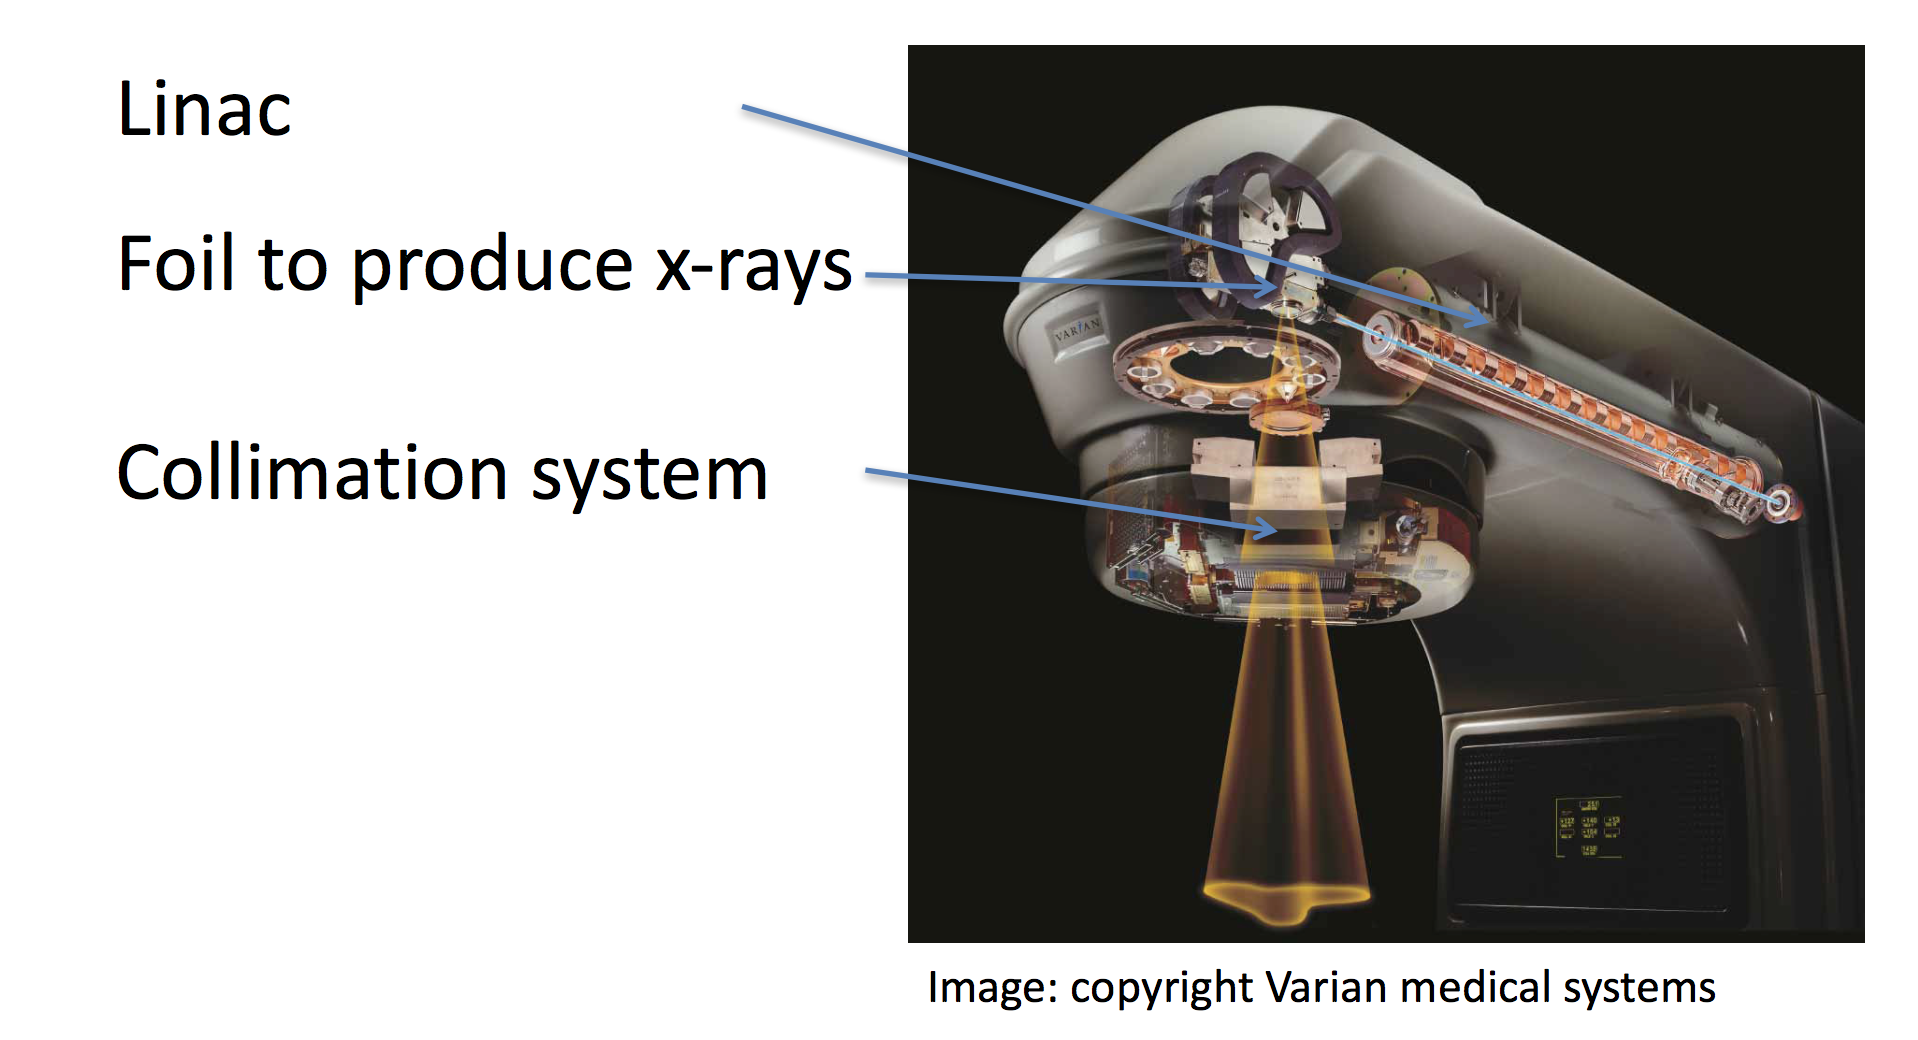 Linac
Foil to produce x-rays
Collimation system
VARIAN
Image: copyright Varian medical systems